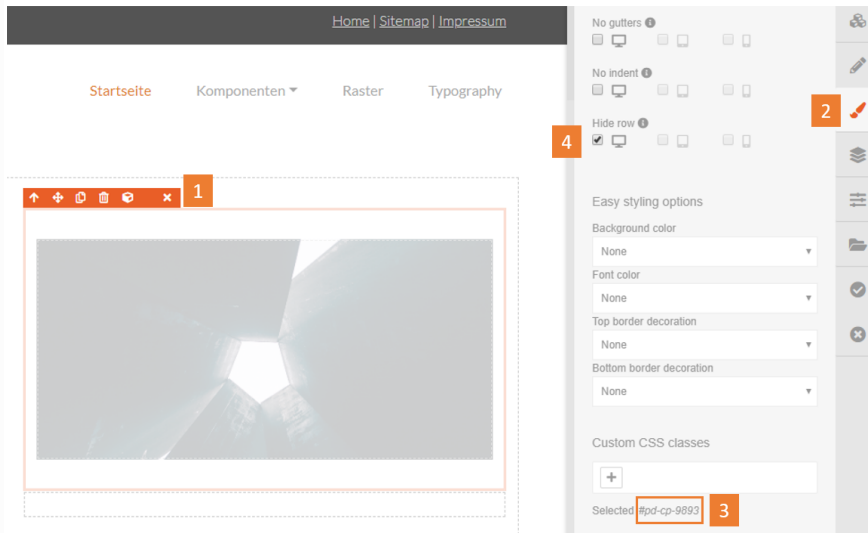 Home | Sitemap | Impressum
Startseite Komponenten Raster Typography
1
No gutters
No indent
2
Hide row
4
Easy styling options
Background color
None
Font color
None
Top border decoration
None
Bottom border decoration
None
Custom CSS classes
+
Selected #pd-cp-9893
3